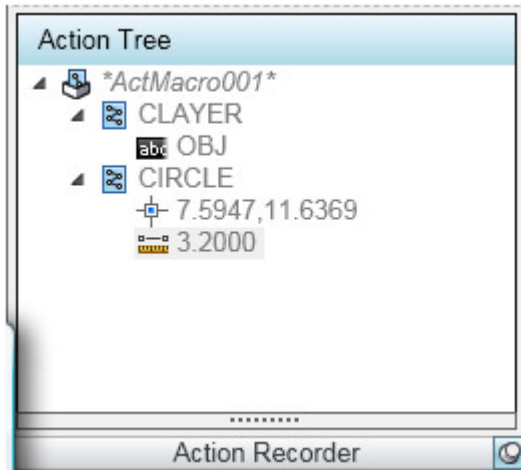 Action Tree
*ActMacro001*
CLAYER
abc OBJ
CIRCLE
7.5947,11.6369
3.2000
Action Recorder